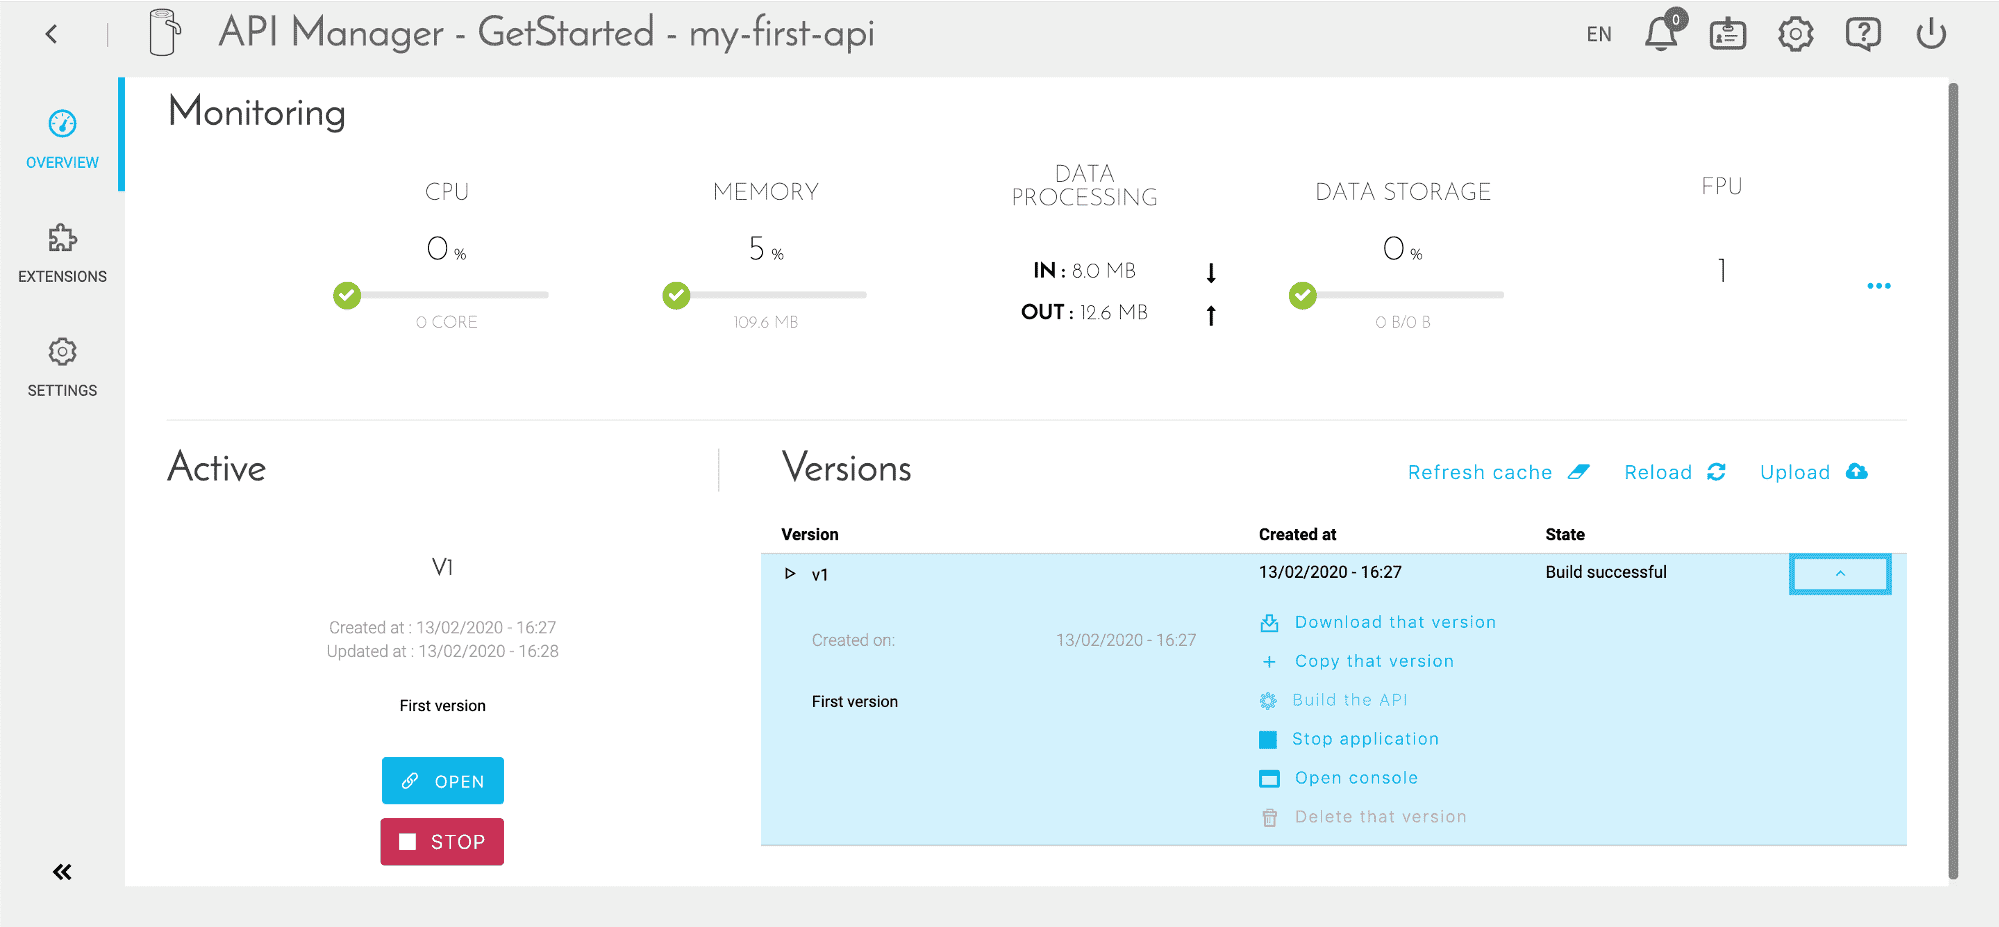 API Manager - GetStarted - my-first-api
EN
0
OVERVIEW
EXTENSIONS
SETTINGS
Monitoring
CPU
0 %
0 CORE
MEMORY
5 %
109.6 MB
DATA
PROCESSING
IN : 8.0 MB
OUT : 12.6 MB
DATA STORAGE
0 %
0 B/0 B
FPU
1
Active
V1
Created at : 13/02/2020 - 16:27
Updated at : 13/02/2020 - 16:28
First version
OPEN
STOP
Versions
Refresh cache
Reload
Upload
Version Created at State
v1 13/02/2020 - 16:27 Build successful
Created on: 13/02/2020 - 16:27
First version
Download that version
Copy that version
Build the API
Stop application
Open console
Delete that version